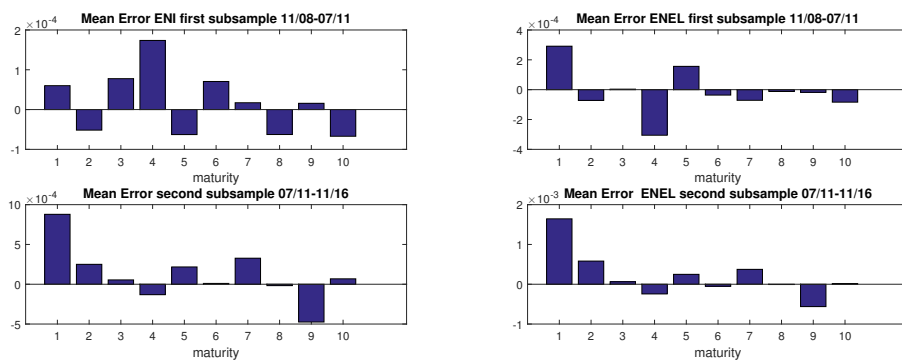 Mean Error ENI first subsample 11/08-07/11
×10⁻⁴
2
1
0
-1
1 2 3 4 5 6 7 8 9 10
maturity
Mean Error ENEL first subsample 11/08-07/11
×10⁻⁴
4
2
0
-2
-4
1 2 3 4 5 6 7 8 9 10
maturity
Mean Error second subsample 07/11-11/16
×10⁻⁴
10
5
0
-5
1 2 3 4 5 6 7 8 9 10
maturity
Mean Error ENEL second subsample 07/11-11/16
×10⁻³
2
1
0
-1
1 2 3 4 5 6 7 8 9 10
maturity